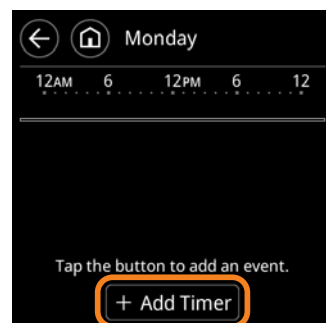 Monday
12AM 6 12PM 6 12
Tap the button to add an event.
+ Add Timer